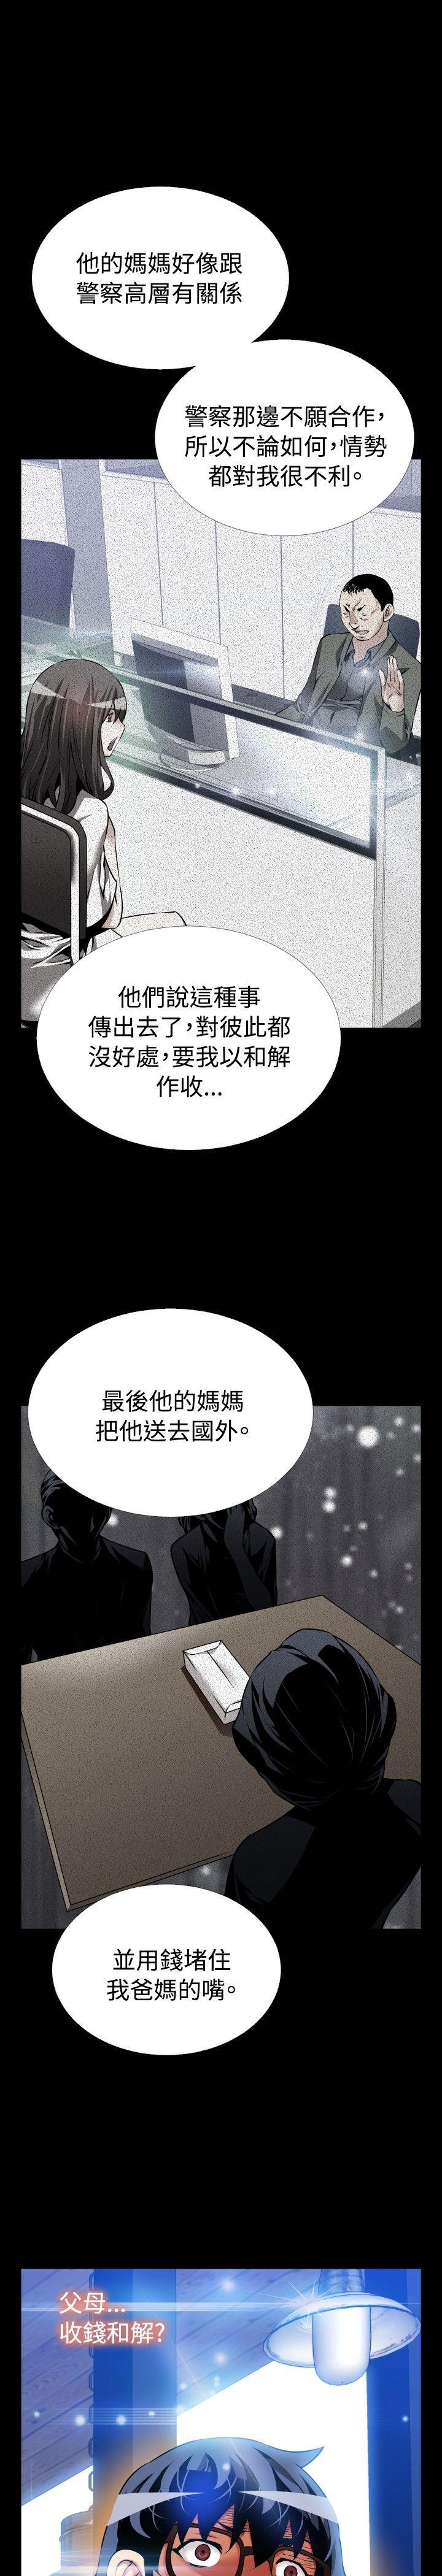 他的媽媽好像跟
警察高層有關係
警察那邊不願合作，
所以不論如何，情勢
都對我很不利。
他們說這種事
傳出去了，對彼此都
沒好處，要我以和解
作收...
最後他的媽媽
把他送去國外。
並用錢堵住
我爸媽的嘴。
父母...
收錢和解?